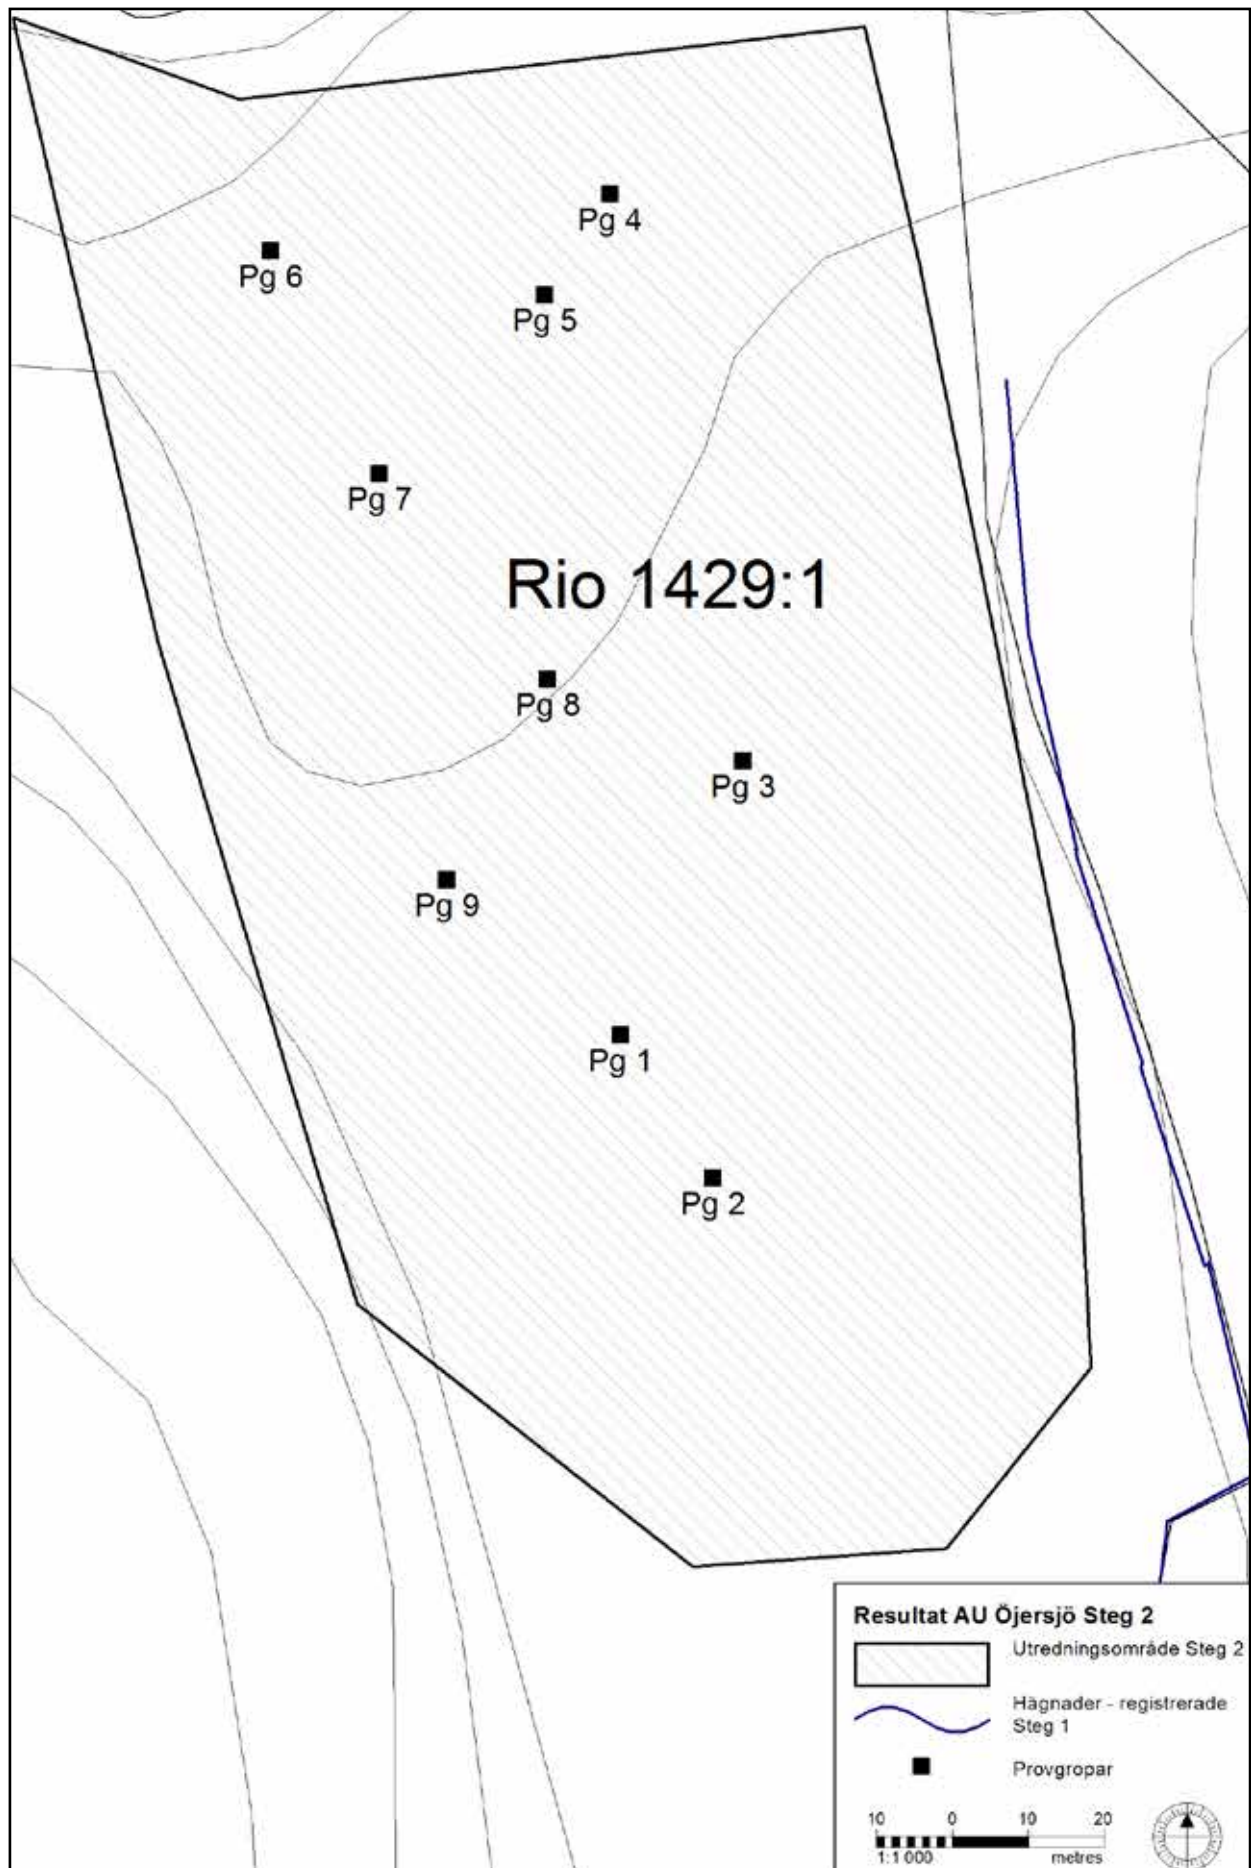 Pg 4
Pg 6
Pg 5
Pg 7
Rio 1429:1
Pg 8
Pg 3
Pg 9
Pg 1
Pg 2
Resultat AU Öjersjö Steg 2
Utredningsområde Steg 2
Hägnader - registrerade
Steg 1
Provgropar
10 0 10 20
1:1 000 metres